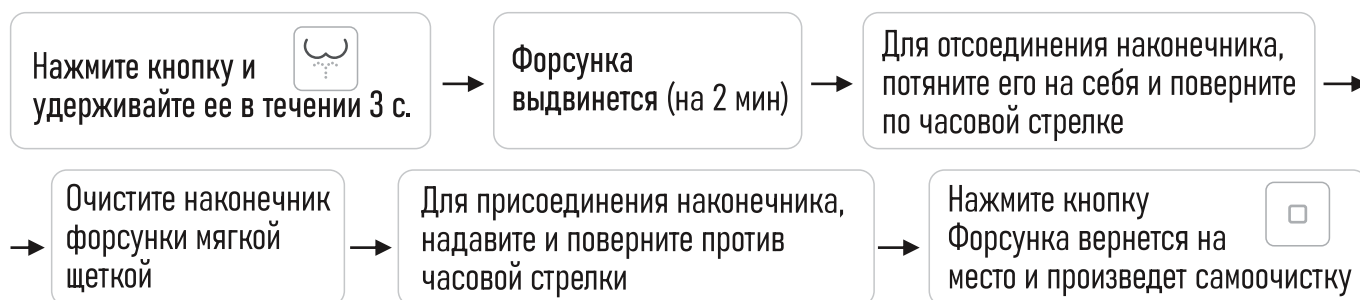 Нажмите кнопку и
удерживайте ее в течении 3 с.
Форсунка
выдвинется (на 2 мин)
Для отсоединения наконечника,
потяните его на себя и поверните
по часовой стрелке
Очистите наконечник
форсунки мягкой
щеткой
Для присоединения наконечника,
надавите и поверните против
часовой стрелки
Нажмите кнопку
Форсунка вернется на
место и произведет самоочистку